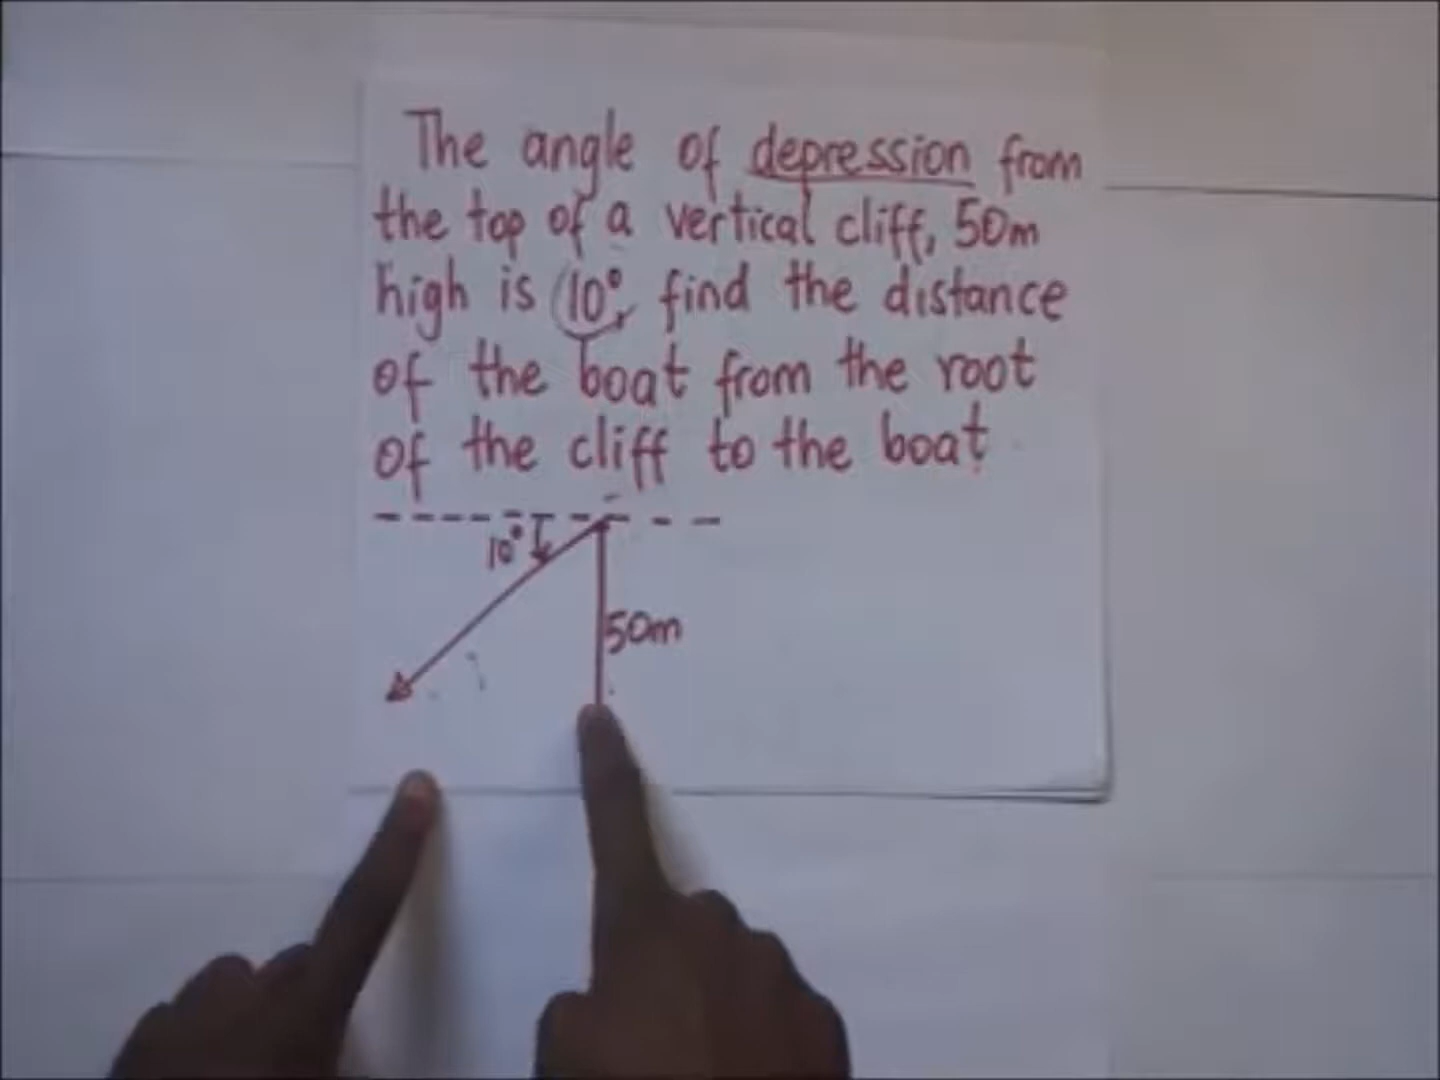 The angle of depression from
the top of a vertical cliff, 50m
high is 10°, find the distance
of the boat from the root
of the cliff to the boat
10°
50m